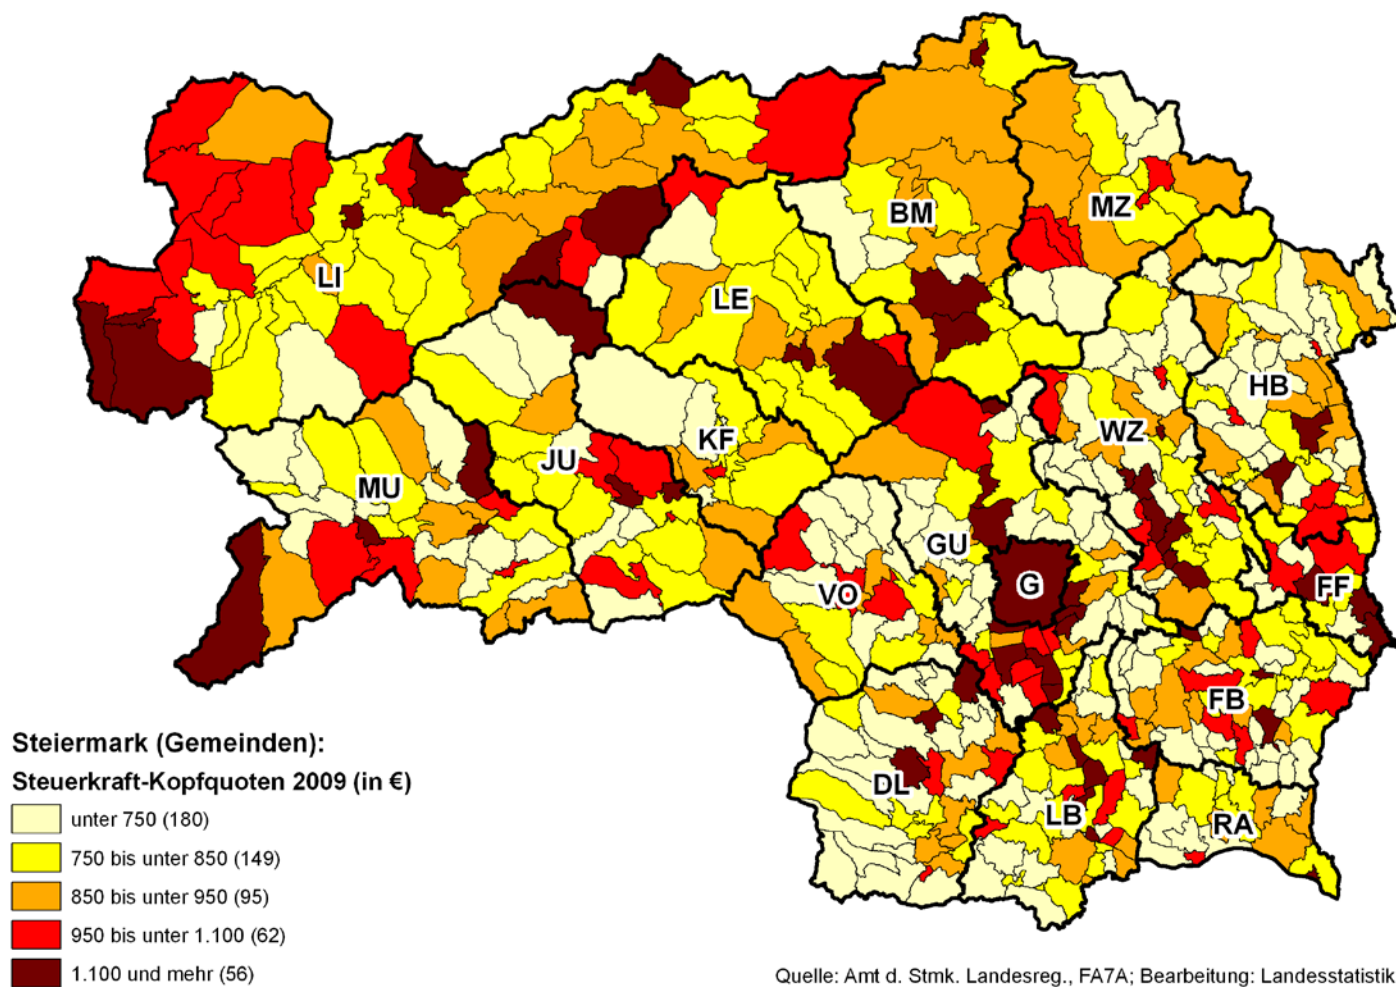 BM
MZ
LI
LE
HB
KF
WZ
JU
MU
GU
G
VO
FF
FB
DL
LB
RA
Steiermark (Gemeinden):
Steuerkraft-Kopfquoten 2009 (in €)
unter 750 (180)
750 bis unter 850 (149)
850 bis unter 950 (95)
950 bis unter 1.100 (62)
1.100 und mehr (56)
Quelle: Amt d. Stmk. Landesreg., FA7A; Bearbeitung: Landesstatistik